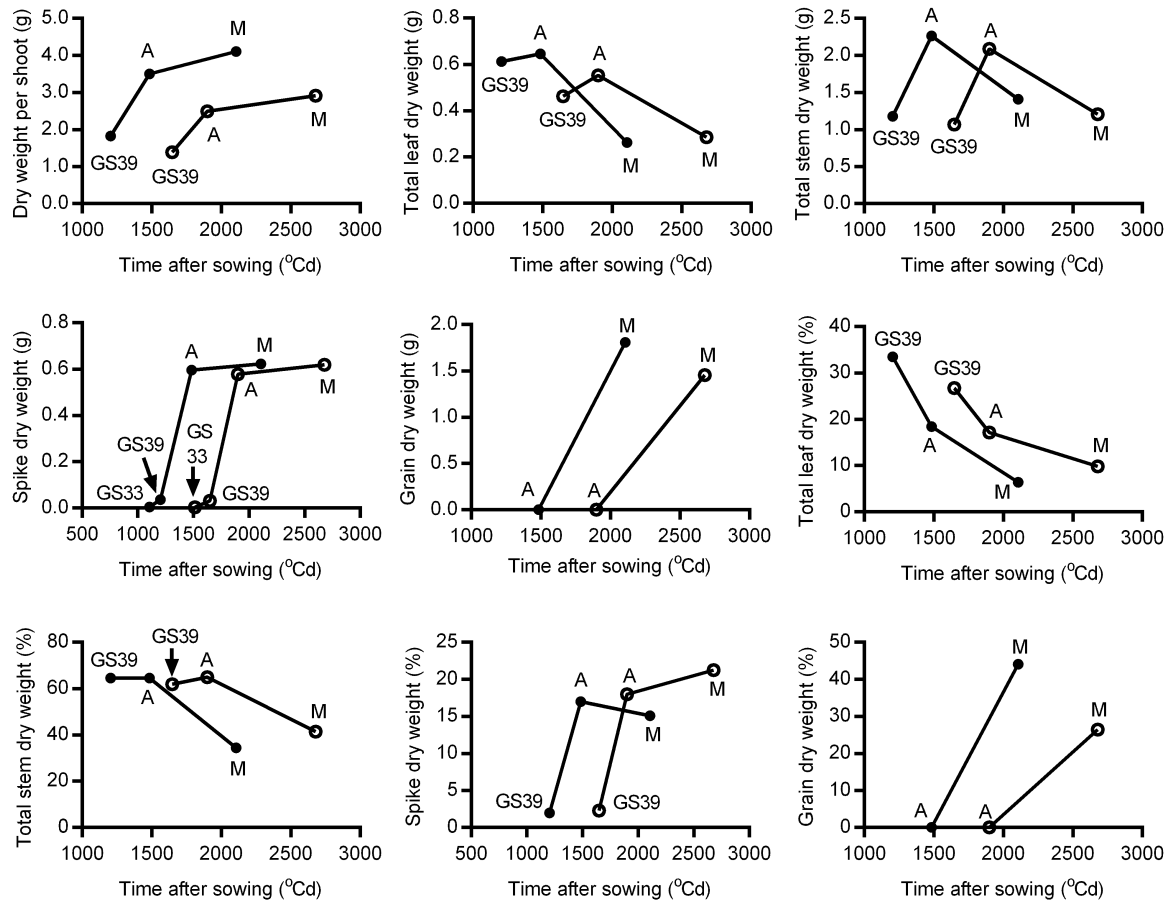 Dry weight per shoot (g)
5.0
4.0
3.0
2.0
1.0
0.0
A
M
GS39
GS39
A
M
1000 1500 2000 2500 3000
Time after sowing (°Cd)
Total leaf dry weight (g)
0.8
0.6
0.4
0.2
0.0
A
A
GS39
GS39
M
M
1000 1500 2000 2500 3000
Time after sowing (°Cd)
Total stem dry weight (g)
2.5
2.0
1.5
1.0
0.5
0.0
A
A
GS39
GS39
M
M
1000 1500 2000 2500 3000
Time after sowing (°Cd)
Spike dry weight (g)
0.8
0.6
0.4
0.2
0.0
A
M
A
M
GS39
GS
33
GS33
GS39
500 1000 1500 2000 2500 3000
Time after sowing (°Cd)
Grain dry weight (g)
2.0
1.5
1.0
0.5
0.0
M
M
A
A
1000 1500 2000 2500 3000
Time after sowing (°Cd)
Total leaf dry weight (%)
40
30
20
10
0
GS39
GS39
A
A
M
M
1000 1500 2000 2500 3000
Time after sowing (°Cd)
Total stem dry weight (%)
80
60
40
20
0
GS39
GS39
A
A
M
M
1000 1500 2000 2500 3000
Time after sowing (°Cd)
Spike dry weight (%)
25
20
15
10
5
0
A
A
M
M
GS39
GS39
500 1000 1500 2000 2500 3000
Time after sowing (°Cd)
Grain dry weight (%)
50
40
30
20
10
0
M
M
A
A
1000 1500 2000 2500 3000
Time after sowing (°Cd)